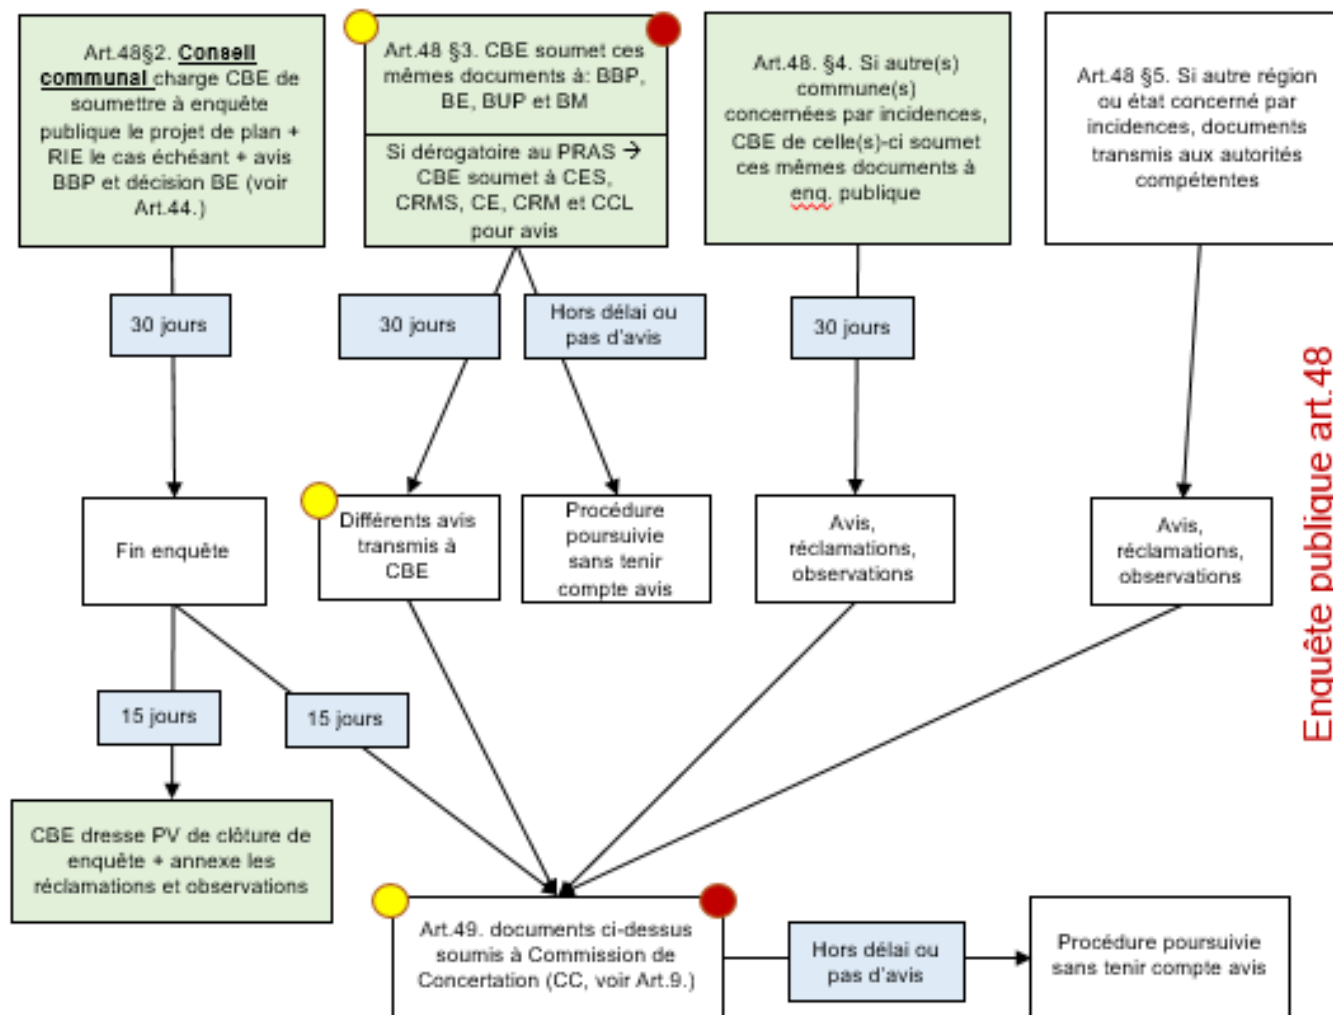 Art.48§2. Conseil
communal charge CBE de
soumettre à enquête
publique le projet de plan +
RIE le cas échéant + avis
BBP et décision BE (voir
Art.44.)
Art.48 §3. CBE soumet ces
mêmes documents à: BBP,
BE, BUP et BM
Si dérogatoire au PRAS →
CBE soumet à CES,
CRMS, CE, CRM et CCL
pour avis
Art.48. §4. Si autre(s)
commune(s)
concernées par incidences,
CBE de celle(s)-ci soumet
ces mêmes documents à
enq. publique
Art.48 §5. Si autre région
ou état concerné par
incidences, documents
transmis aux autorités
compétentes
30 jours
30 jours
Hors délai ou
pas d'avis
30 jours
Enquête publique art.48
Fin enquête
Différents avis
transmis à
CBE
Procédure
poursuivie
sans tenir
compte avis
Avis,
réclamations,
observations
Avis,
réclamations,
observations
15 jours
15 jours
CBE dresse PV de clôture de
enquête + annexe les
réclamations et observations
Art.49. documents ci-dessus
soumis à Commission de
Concertation (CC, voir Art.9.)
Hors délai ou
pas d'avis
Procédure poursuivie
sans tenir compte avis